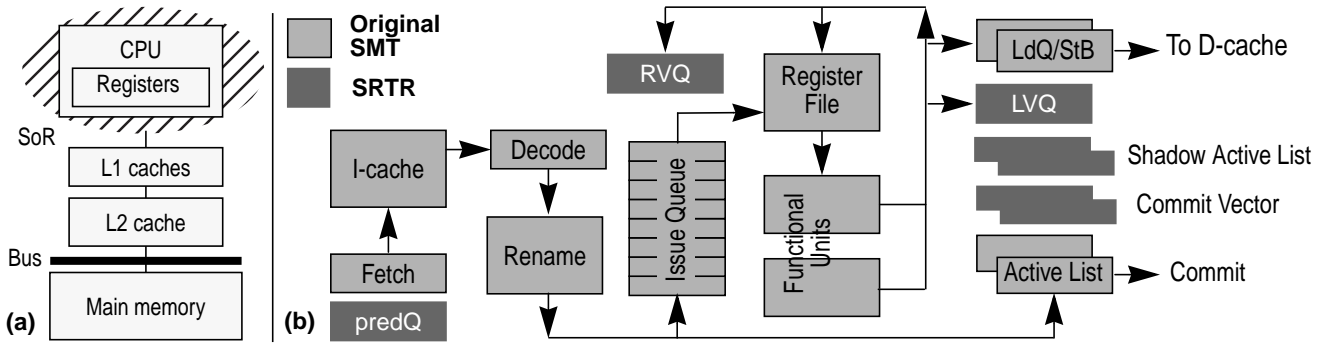 CPU
Registers
SoR
L1 caches
L2 cache
Bus
Main memory
(a)
Original
SMT
SRTR
I-cache
Decode
Fetch
predQ
Rename
(b)
RVQ
Issue Queue
Register
File
Functional
Units
LdQ/StB
To D-cache
LVQ
Shadow Active List
Commit Vector
Active List
Commit